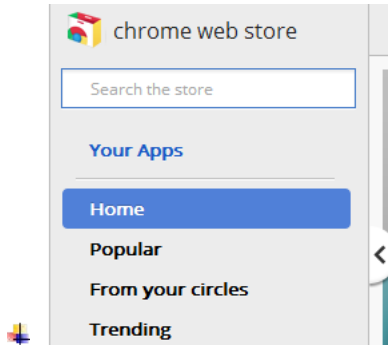 chrome web store
Search the store
Your Apps
Home
Popular
From your circles
Trending